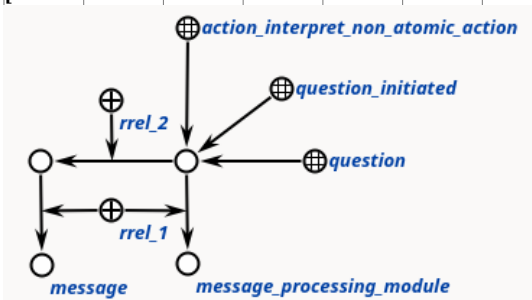 action_interpret_non_atomic_action
question_initiated
rrel_2
question
rrel_1
message
message_processing_module